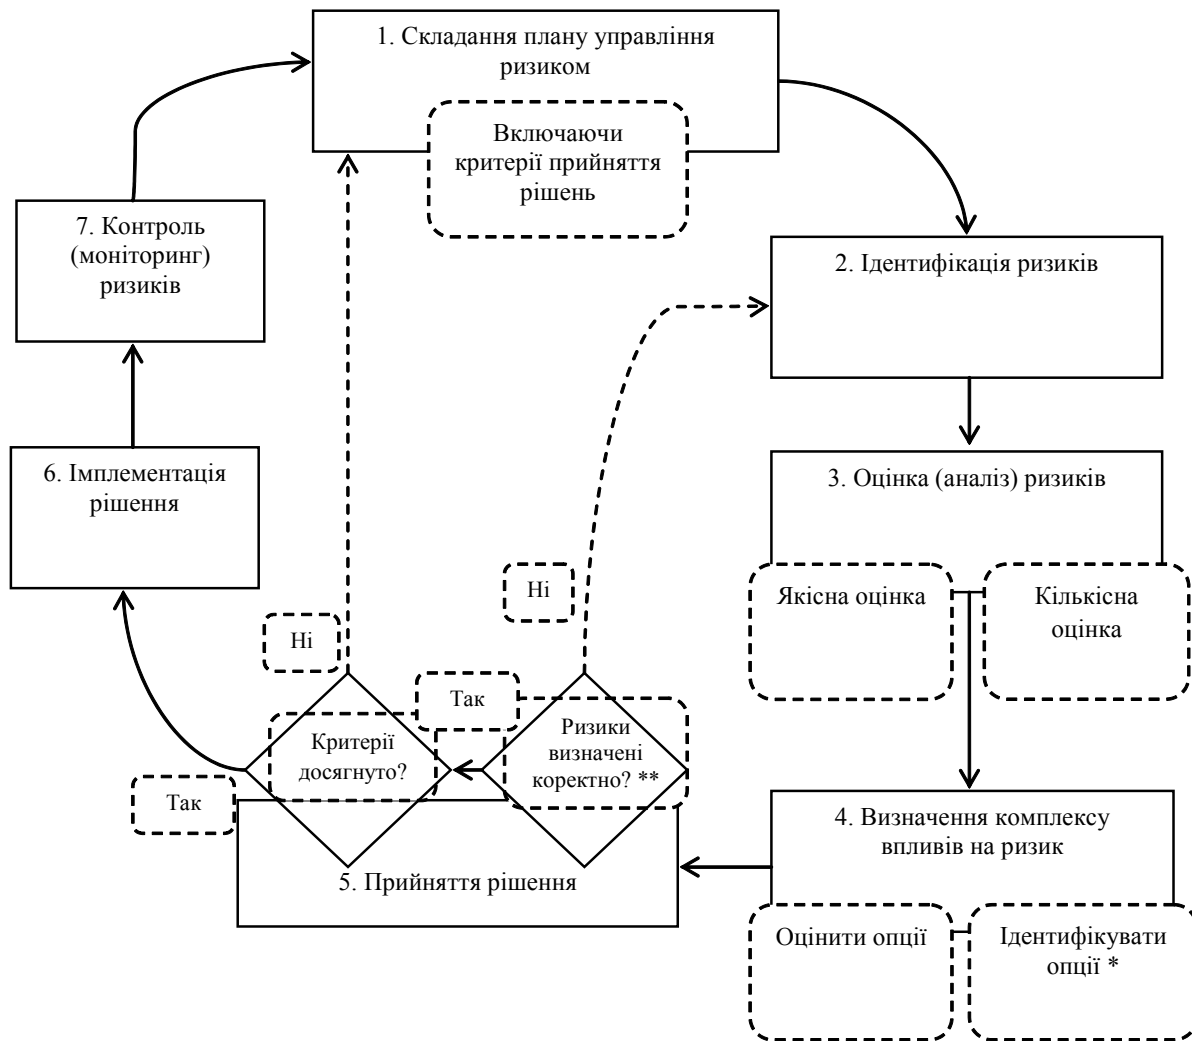 1. Складання плану управління
ризиком
Включаючи
критерії прийняття
рішень
7. Контроль
(моніторинг)
ризиків
2. Ідентифікація ризиків
6. Імплементація
рішення
3. Оцінка (аналіз) ризиків
Ні
Якісна оцінка
Кількісна
оцінка
Ні
Так
Ризики
визначені
коректно? **
Критерії
досягнуто?
Так
4. Визначення комплексу
впливів на ризик
5. Прийняття рішення
Оцінити опції
Ідентифікувати
опції *